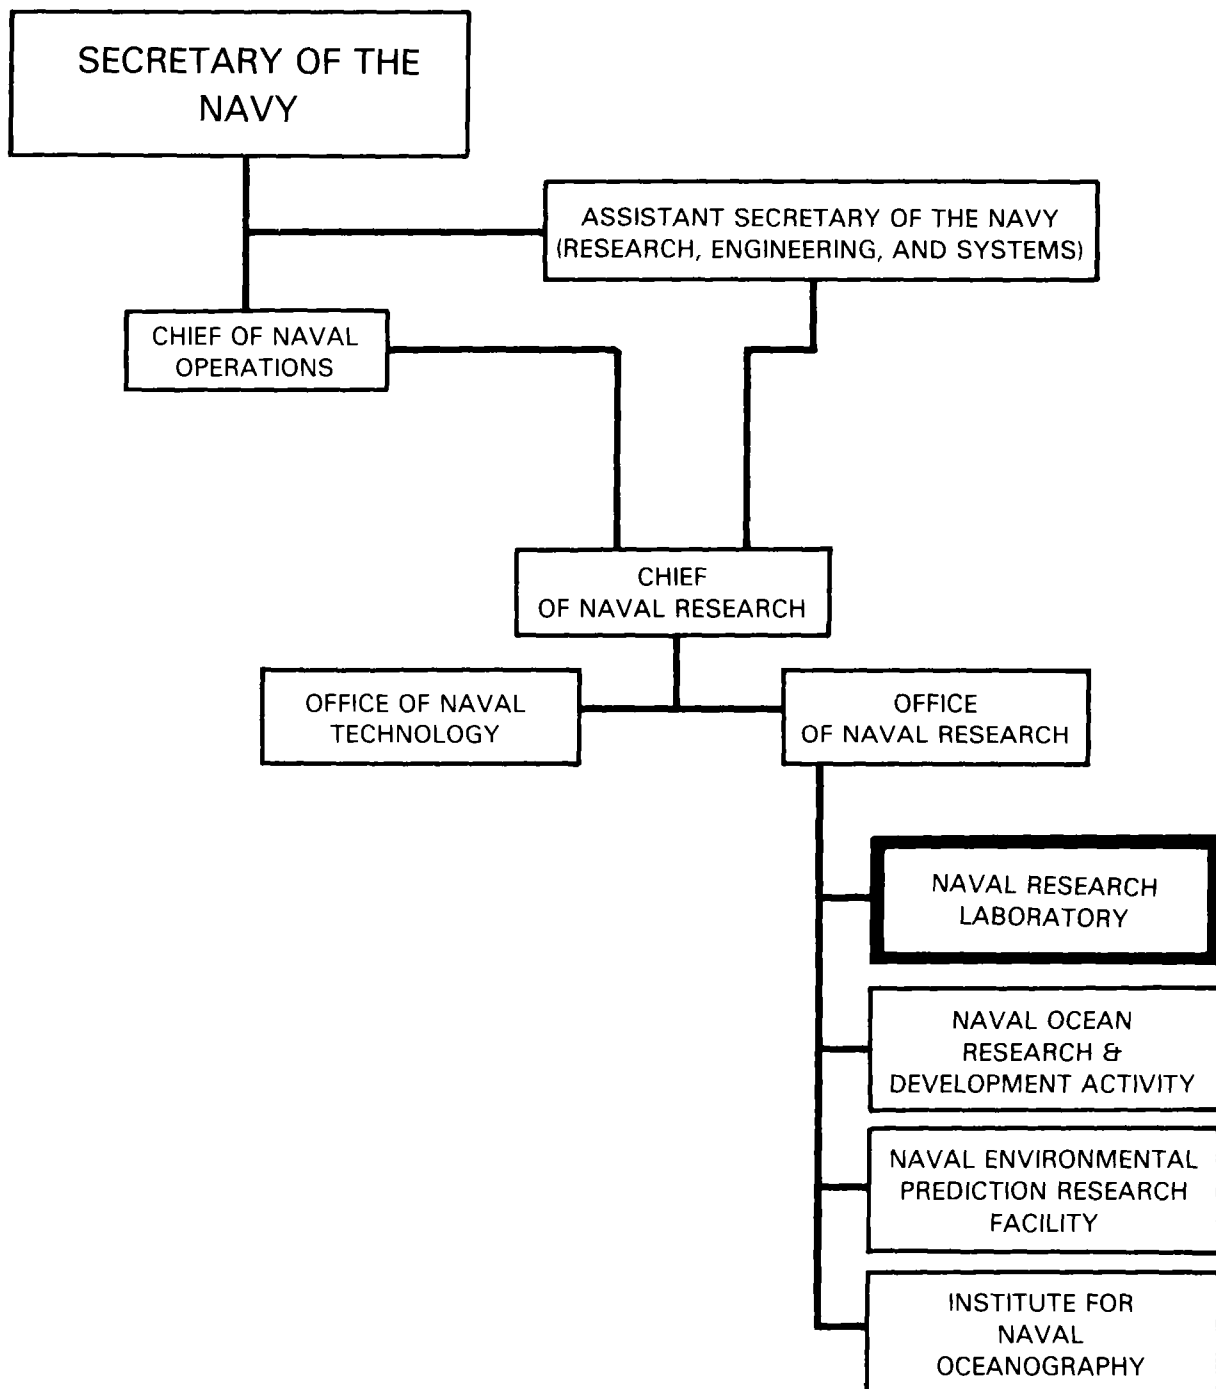 SECRETARY OF THE
NAVY
ASSISTANT SECRETARY OF THE NAVY
(RESEARCH, ENGINEERING, AND SYSTEMS)
CHIEF OF NAVAL
OPERATIONS
CHIEF
OF NAVAL RESEARCH
OFFICE OF NAVAL
TECHNOLOGY
OFFICE
OF NAVAL RESEARCH
NAVAL RESEARCH
LABORATORY
NAVAL OCEAN
RESEARCH &
DEVELOPMENT ACTIVITY
NAVAL ENVIRONMENTAL
PREDICTION RESEARCH
FACILITY
INSTITUTE FOR
NAVAL
OCEANOGRAPHY